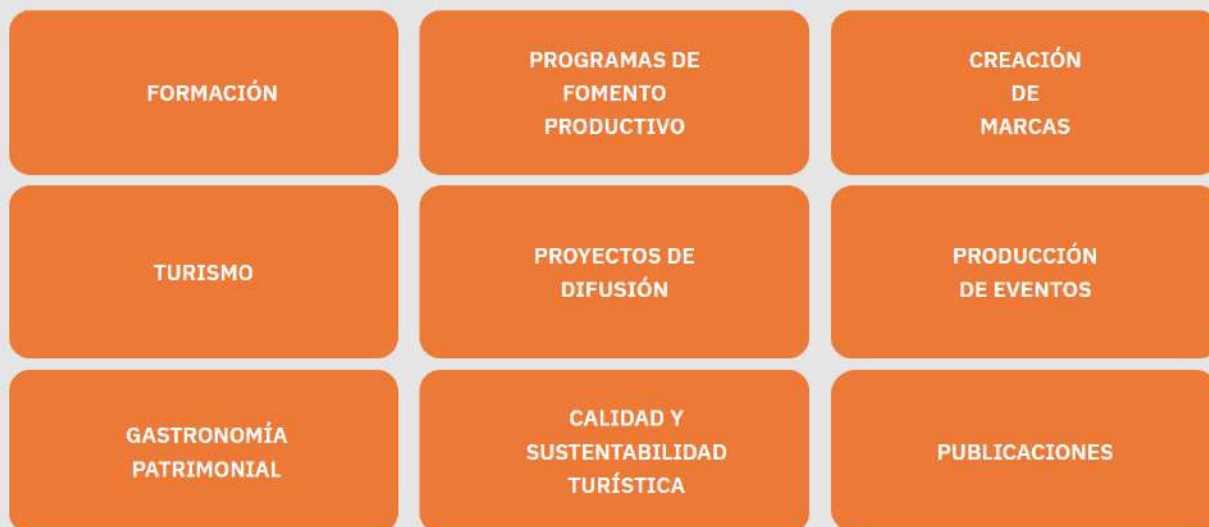 FORMACIÓN
PROGRAMAS DE
FOMENTO
PRODUCTIVO
CREACIÓN
DE
MARCAS
TURISMO
PROYECTOS DE
DIFUSIÓN
PRODUCCIÓN
DE EVENTOS
GASTRONOMÍA
PATRIMONIAL
CALIDAD Y
SUSTENTABILIDAD
TURÍSTICA
PUBLICACIONES